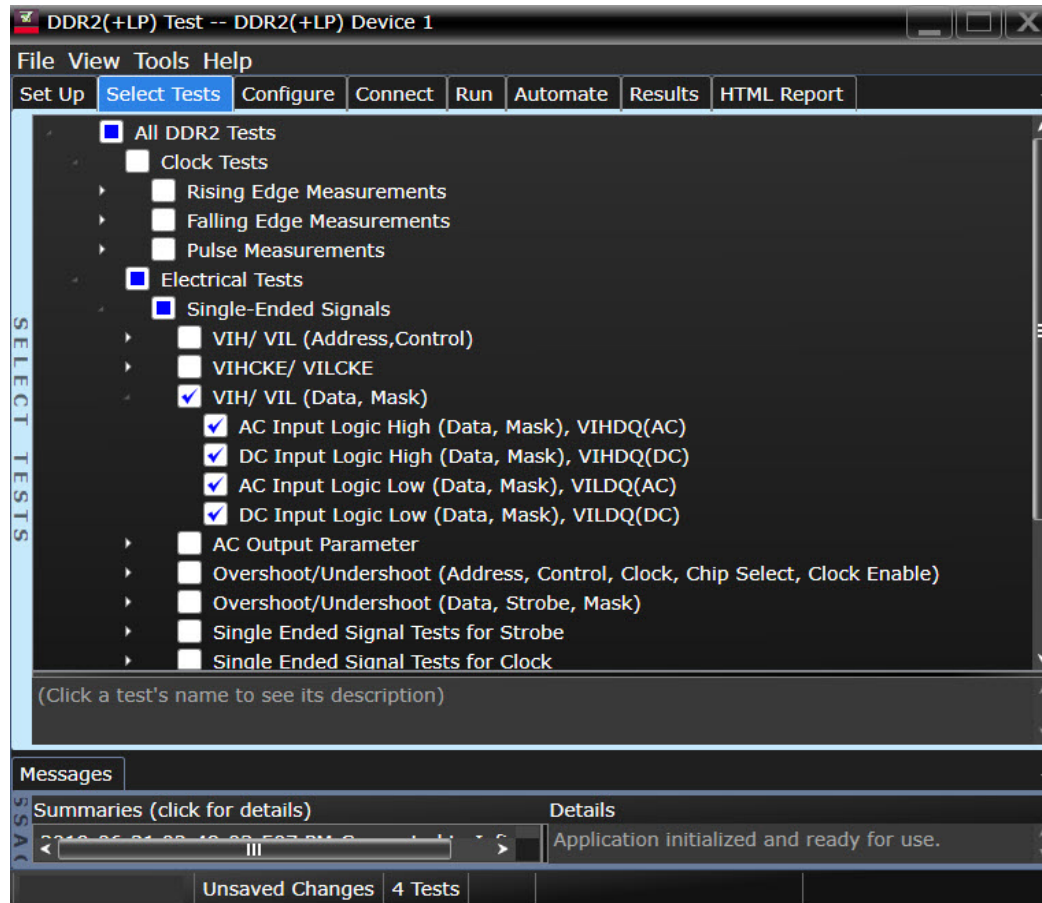 DDR2(+LP) Test -- DDR2(+LP) Device 1
File View Tools Help
Set Up Select Tests Configure Connect Run Automate Results HTML Report
All DDR2 Tests
Clock Tests
Rising Edge Measurements
Falling Edge Measurements
Pulse Measurements
Electrical Tests
Single-Ended Signals
VIH/ VIL (Address,Control)
VIHCKE/ VILCKE
VIH/ VIL (Data, Mask)
AC Input Logic High (Data, Mask), VIHDQ(AC)
DC Input Logic High (Data, Mask), VIHDQ(DC)
AC Input Logic Low (Data, Mask), VILDQ(AC)
DC Input Logic Low (Data, Mask), VILDQ(DC)
AC Output Parameter
Overshoot/Undershoot (Address, Control, Clock, Chip Select, Clock Enable)
Overshoot/Undershoot (Data, Strobe, Mask)
Single Ended Signal Tests for Strobe
Single Ended Signal Tests for Clock
SELECT TESTS
(Click a test's name to see its description)
Messages
Summaries (click for details) Details
Application initialized and ready for use.
Unsaved Changes 4 Tests